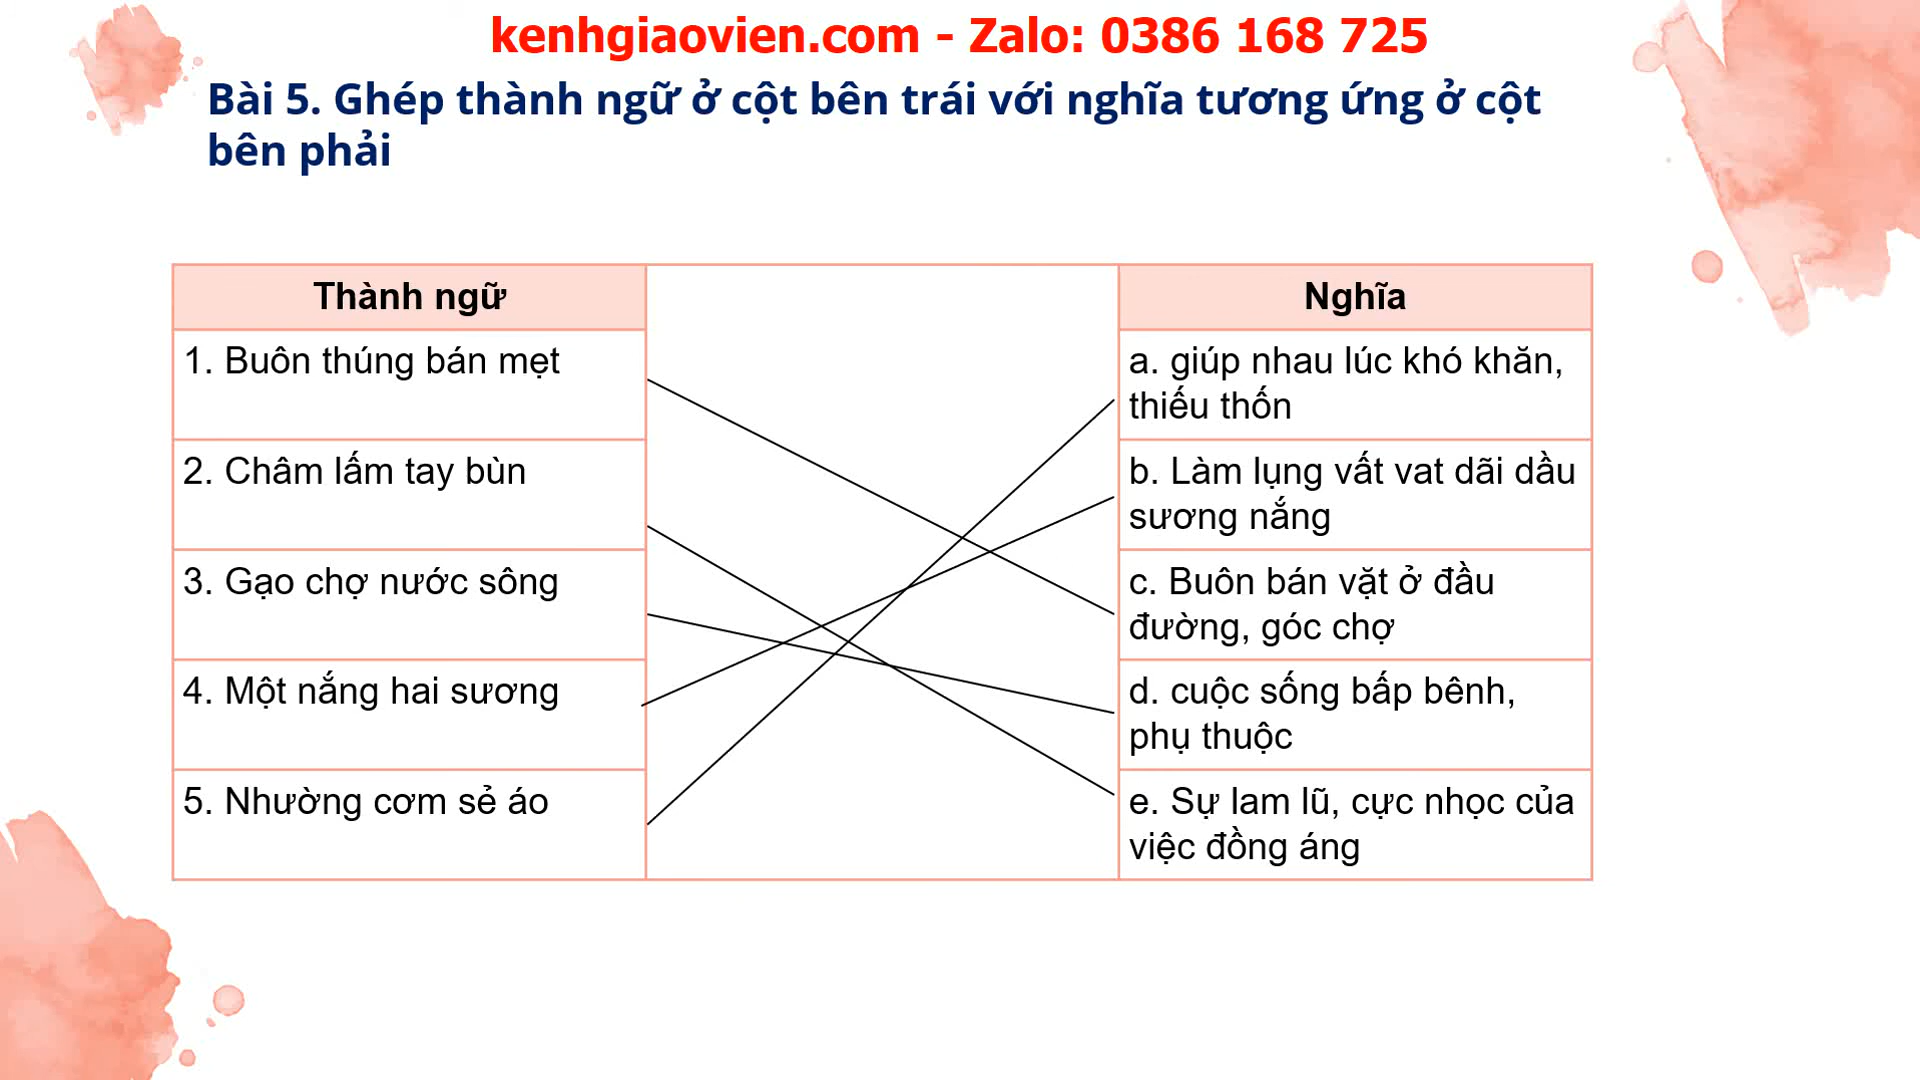 kenhgiaovien.com - Zalo: 0386 168 725
Bài 5. Ghép thành ngữ ở cột bên trái với nghĩa tương ứng ở cột
bên phải
Thành ngữ
Nghĩa
1. Buôn thúng bán mẹt
a. giúp nhau lúc khó khăn,
thiếu thốn
2. Châm lấm tay bùn
b. Làm lụng vất vat dãi dầu
sương nắng
3. Gạo chợ nước sông
c. Buôn bán vặt ở đầu
đường, góc chợ
4. Một nắng hai sương
d. cuộc sống bấp bênh,
phụ thuộc
5. Nhường cơm sẻ áo
e. Sự lam lũ, cực nhọc của
việc đồng áng